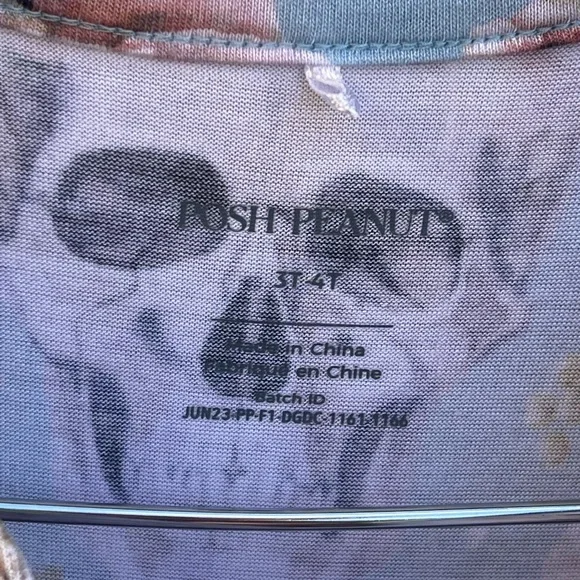 POSH PEANUT®
3T-4T
Made in China
Fabriqué en Chine
Batch ID
JUN23-PP-F1-DGDC-1161-1166